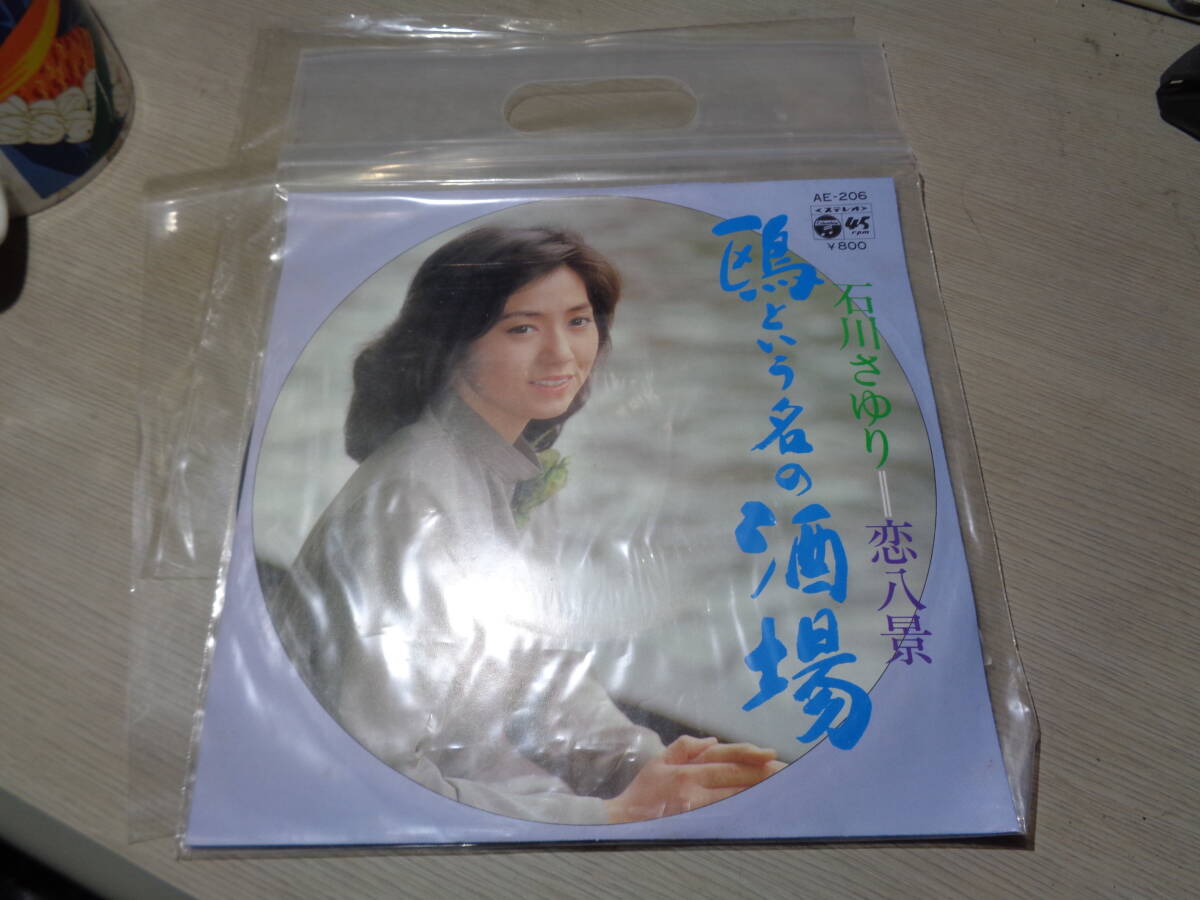 AE-206
<ステレオ>
Columbia
45
rpm
¥800
鴎という名の酒場
石川さゆり=恋八景